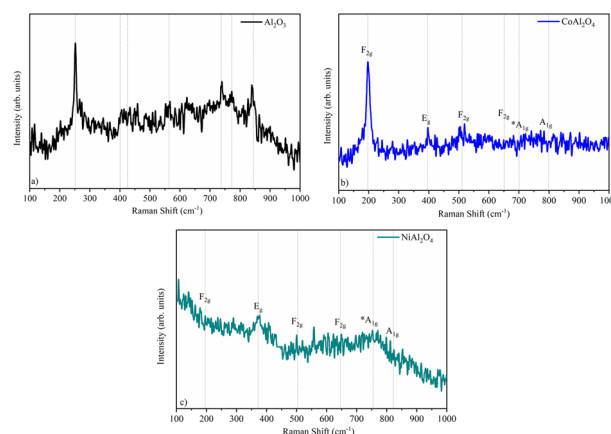 Al₂O₃
Intensity (arb. units)
a)
100 200 300 400 500 600 700 800 900 1000
Raman Shift (cm⁻¹)
CoAl₂O₄
F₂g
E_g
F₂g
F₂g
*A₁g
A₁g
Intensity (arb. units)
b)
100 200 300 400 500 600 700 800 900 1000
Raman Shift (cm⁻¹)
NiAl₂O₄
F₂g
E_g
F₂g
F₂g
*A₁g
A₁g
Intensity (arb. units)
c)
100 200 300 400 500 600 700 800 900 1000
Raman Shift (cm⁻¹)